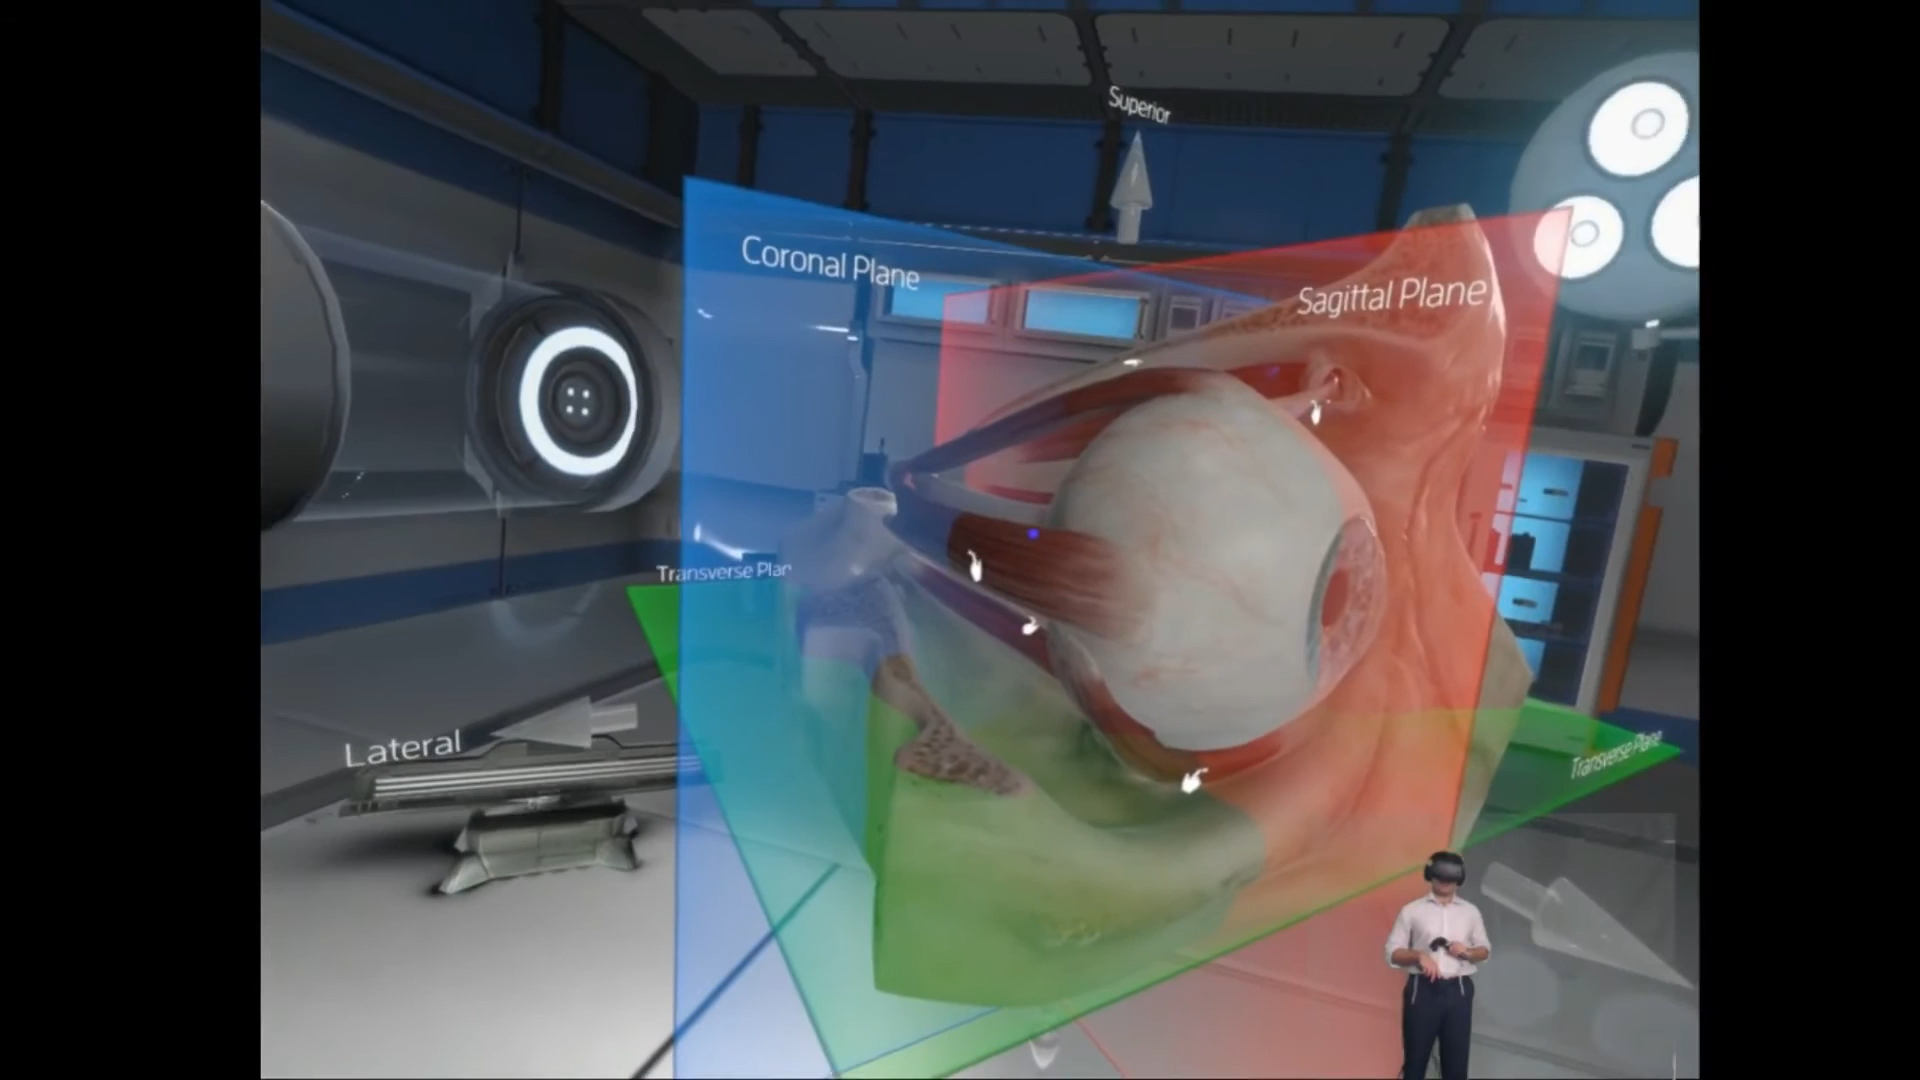 Superior
Coronal Plane
Sagittal Plane
Transverse Plan
Lateral
Transverse Plane